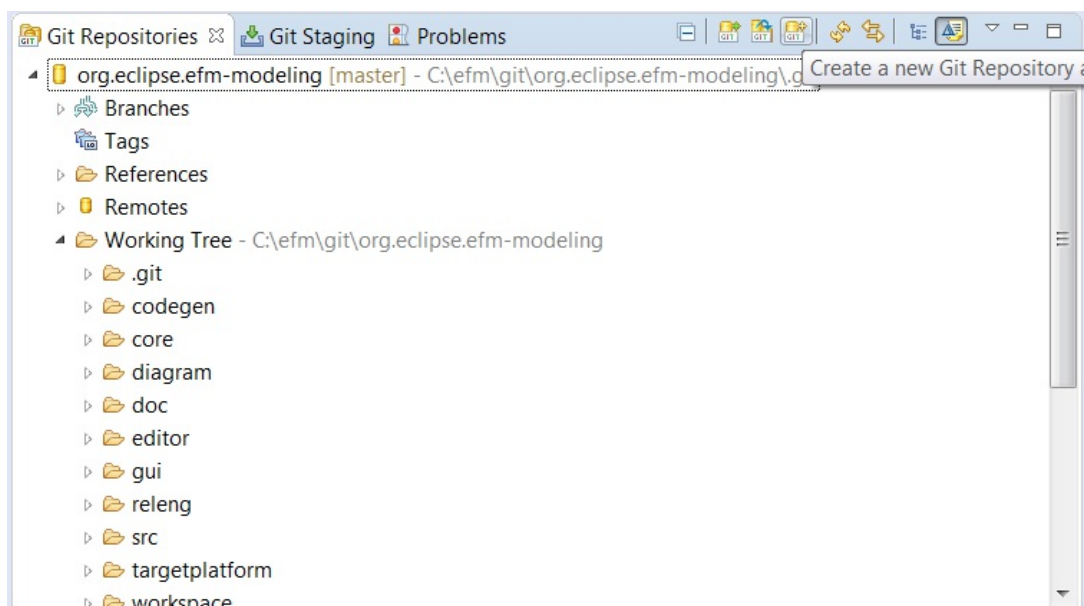 Git Repositories Git Staging Problems
org.eclipse.efm-modeling [master] - C:\efm\git\org.eclipse.efm-modeling\.g
Create a new Git Repository a
Branches
Tags
References
Remotes
Working Tree - C:\efm\git\org.eclipse.efm-modeling
.git
codegen
core
diagram
doc
editor
gui
releng
src
targetplatform
workspace